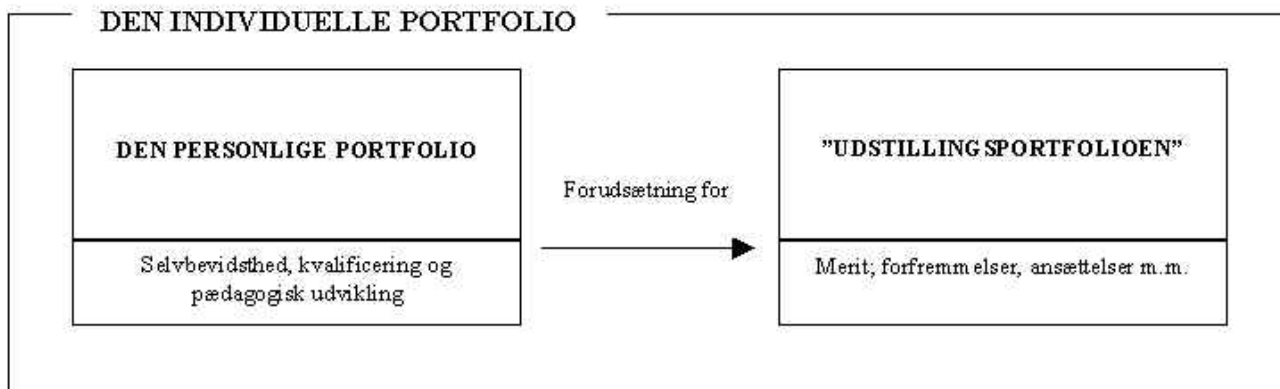 DEN INDIVIDUELLE PORTFOLIO
DEN PERSONLIGE PORTFOLIO
Selvbevidsthed, kvalificering og
pædagogisk udvikling
Forudsætning for
"UDSTILLINGSPORTFOLIOEN"
Merit; forfremmelser, ansættelser m.m.